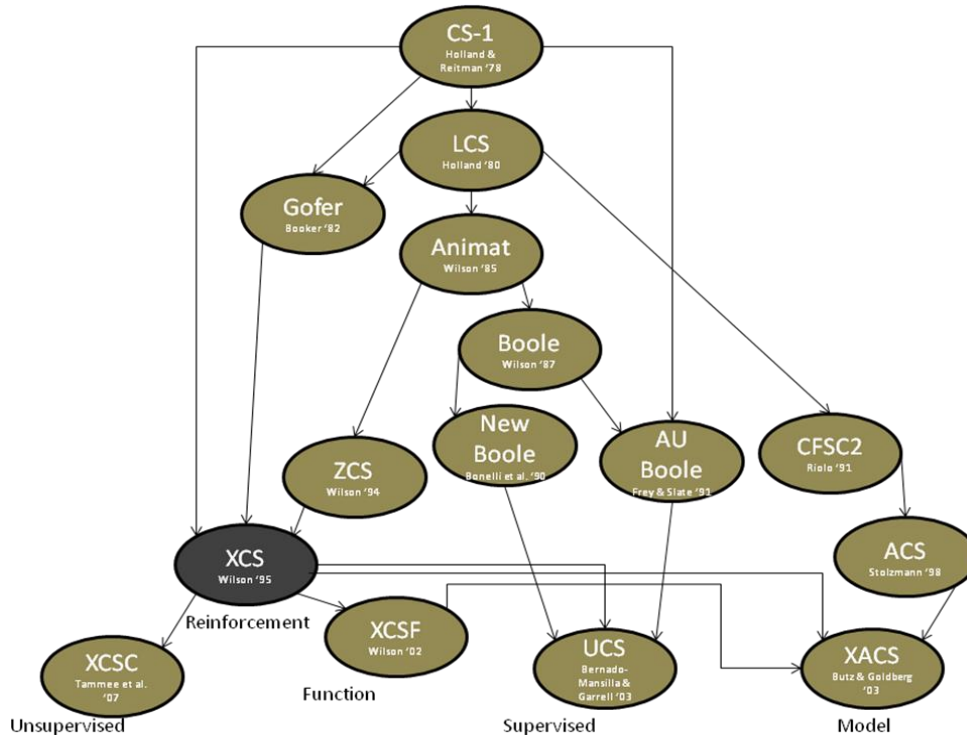 CS-1
Holland &
Reitman '78
LCS
Holland '80
Gofer
Booker '82
Animat
Wilson '85
Boole
Wilson '87
New
Boole
Bonelli et al. '90
AU
Boole
Frey & Slate '91
CFSC2
Riolo '91
ZCS
Wilson '94
XCS
Wilson '95
ACS
Stolzmann '98
Reinforcement
XCSF
Wilson '02
XCSC
Tammee et al.
'07
UCS
Bernado-
Mansilla &
Garrell '03
XACS
Butz & Goldberg
'03
Function
Unsupervised
Supervised
Model